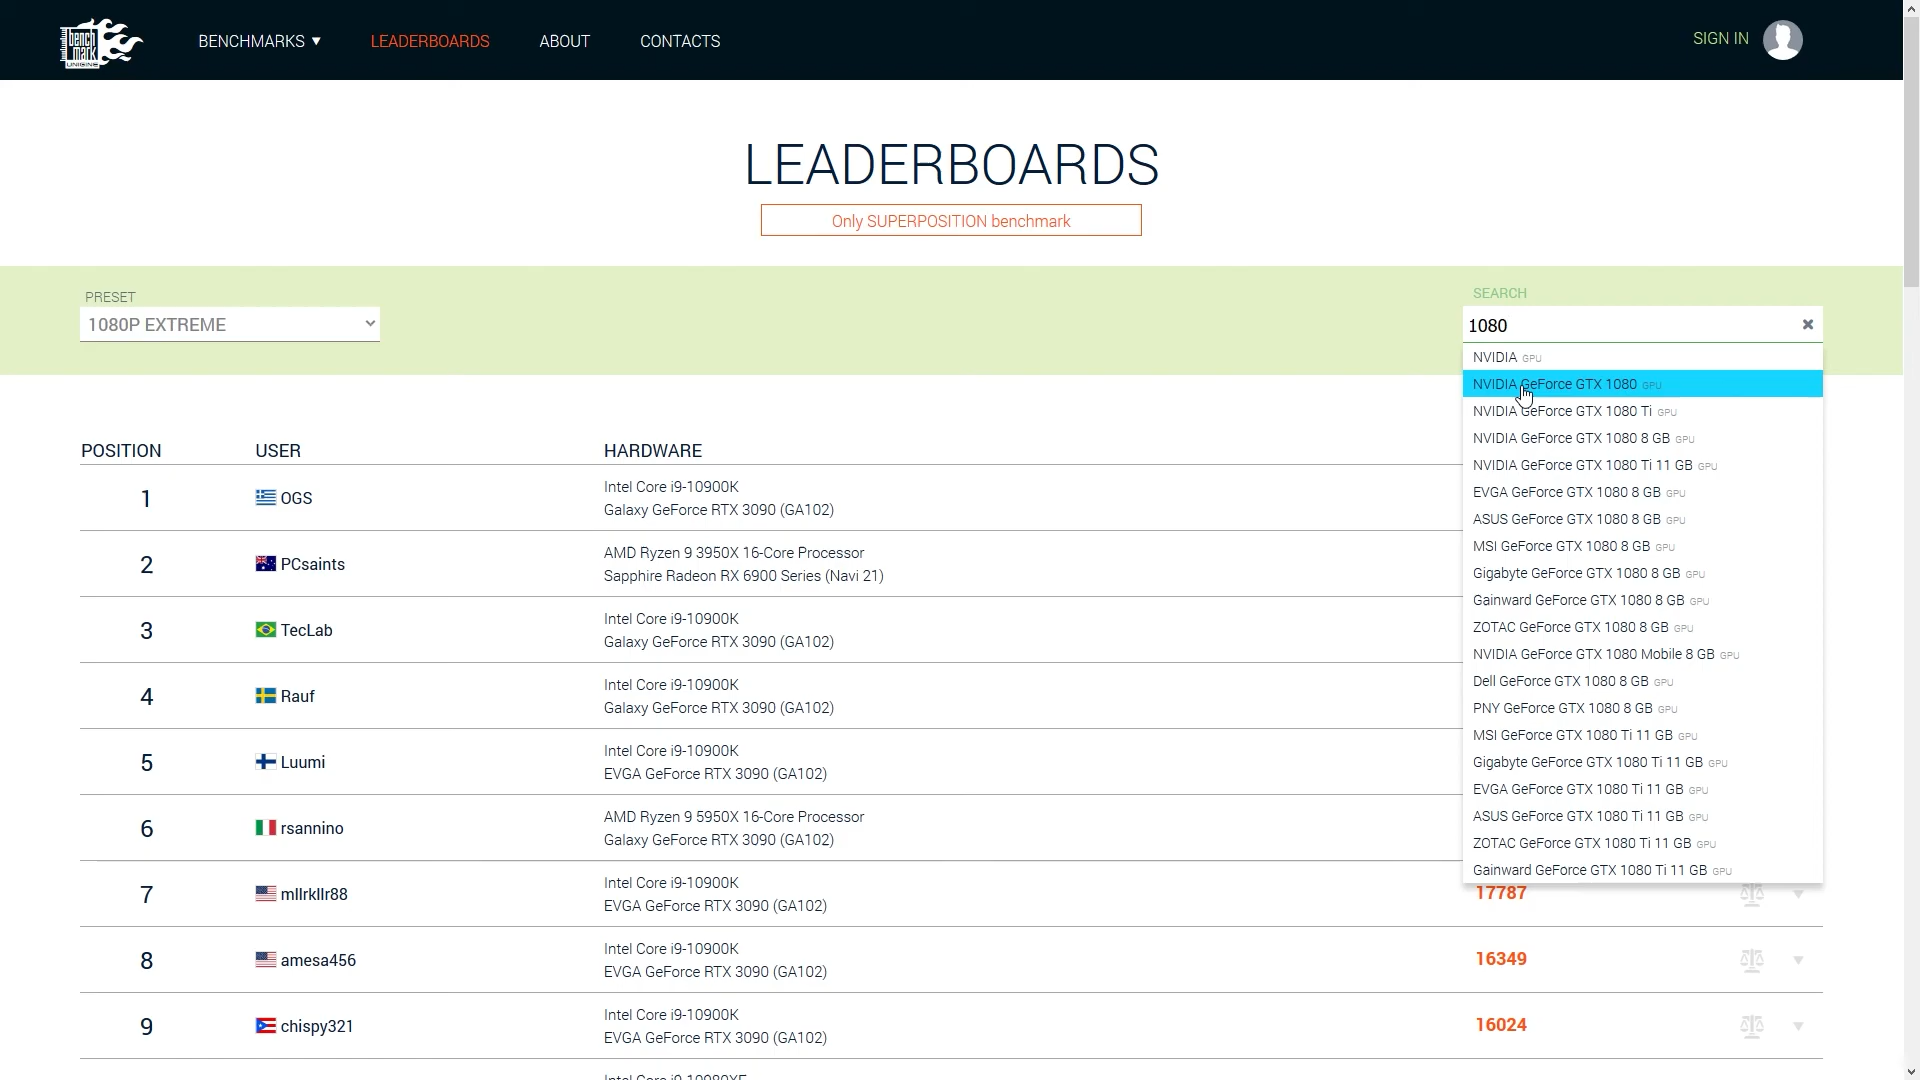 bench
mark
UNIGINE
BENCHMARKS ▼
LEADERBOARDS
ABOUT
CONTACTS
SIGN IN
LEADERBOARDS
Only SUPERPOSITION benchmark
PRESET
1080P EXTREME
SEARCH
1080
NVIDIA GPU
NVIDIA GeForce GTX 1080 GPU
NVIDIA GeForce GTX 1080 Ti GPU
NVIDIA GeForce GTX 1080 8 GB GPU
NVIDIA GeForce GTX 1080 Ti 11 GB GPU
EVGA GeForce GTX 1080 8 GB GPU
ASUS GeForce GTX 1080 8 GB GPU
MSI GeForce GTX 1080 8 GB GPU
Gigabyte GeForce GTX 1080 8 GB GPU
Gainward GeForce GTX 1080 8 GB GPU
ZOTAC GeForce GTX 1080 8 GB GPU
NVIDIA GeForce GTX 1080 Mobile 8 GB GPU
Dell GeForce GTX 1080 8 GB GPU
PNY GeForce GTX 1080 8 GB GPU
MSI GeForce GTX 1080 Ti 11 GB GPU
Gigabyte GeForce GTX 1080 Ti 11 GB GPU
EVGA GeForce GTX 1080 Ti 11 GB GPU
ASUS GeForce GTX 1080 Ti 11 GB GPU
ZOTAC GeForce GTX 1080 Ti 11 GB GPU
Gainward GeForce GTX 1080 Ti 11 GB GPU
POSITION USER HARDWARE
1 OGS
Intel Core i9-10900K
Galaxy GeForce RTX 3090 (GA102)
2 PCsaints
AMD Ryzen 9 3950X 16-Core Processor
Sapphire Radeon RX 6900 Series (Navi 21)
3 TecLab
Intel Core i9-10900K
Galaxy GeForce RTX 3090 (GA102)
4 Rauf
Intel Core i9-10900K
Galaxy GeForce RTX 3090 (GA102)
5 Luumi
Intel Core i9-10900K
EVGA GeForce RTX 3090 (GA102)
6 rsannino
AMD Ryzen 9 5950X 16-Core Processor
Galaxy GeForce RTX 3090 (GA102)
7 mllrkllr88
Intel Core i9-10900K
EVGA GeForce RTX 3090 (GA102)
17787
8 amesa456
Intel Core i9-10900K
EVGA GeForce RTX 3090 (GA102)
16349
9 chispy321
Intel Core i9-10900K
EVGA GeForce RTX 3090 (GA102)
16024
Intel Core i9-10980XE